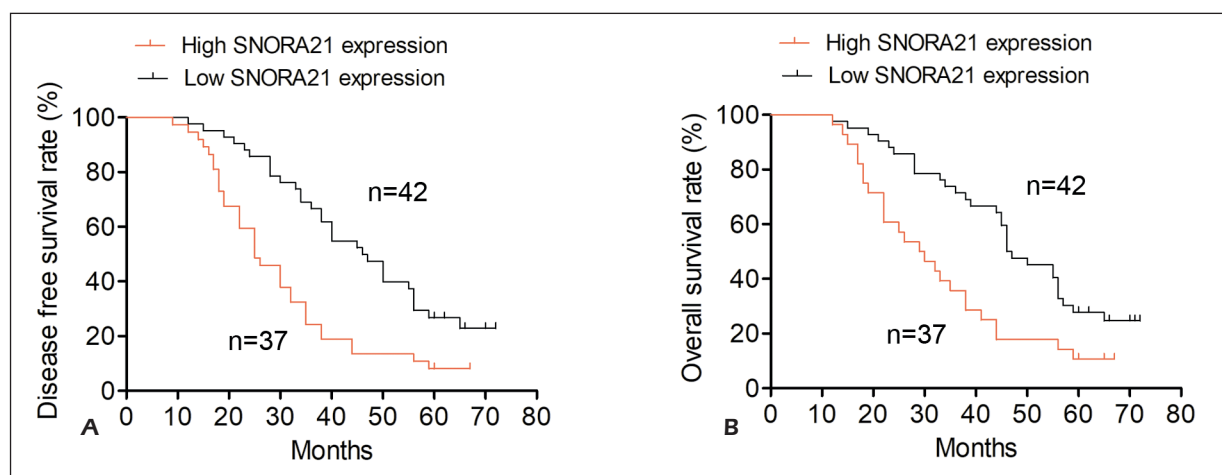 High SNORA21 expression
Low SNORA21 expression
Disease free survival rate (%)
100
80
60
40
20
0
n=42
n=37
0 10 20 30 40 50 60 70 80
Months
A
High SNORA21 expression
Low SNORA21 expression
Overall survival rate (%)
100
80
60
40
20
0
n=42
n=37
0 10 20 30 40 50 60 70 80
Months
B